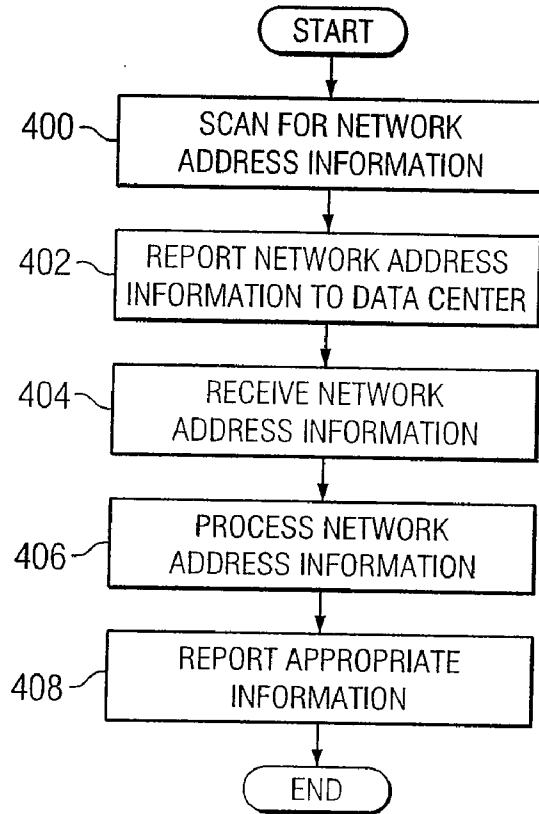 START
400
SCAN FOR NETWORK
ADDRESS INFORMATION
402
REPORT NETWORK ADDRESS
INFORMATION TO DATA CENTER
404
RECEIVE NETWORK
ADDRESS INFORMATION
406
PROCESS NETWORK
ADDRESS INFORMATION
408
REPORT APPROPRIATE
INFORMATION
END